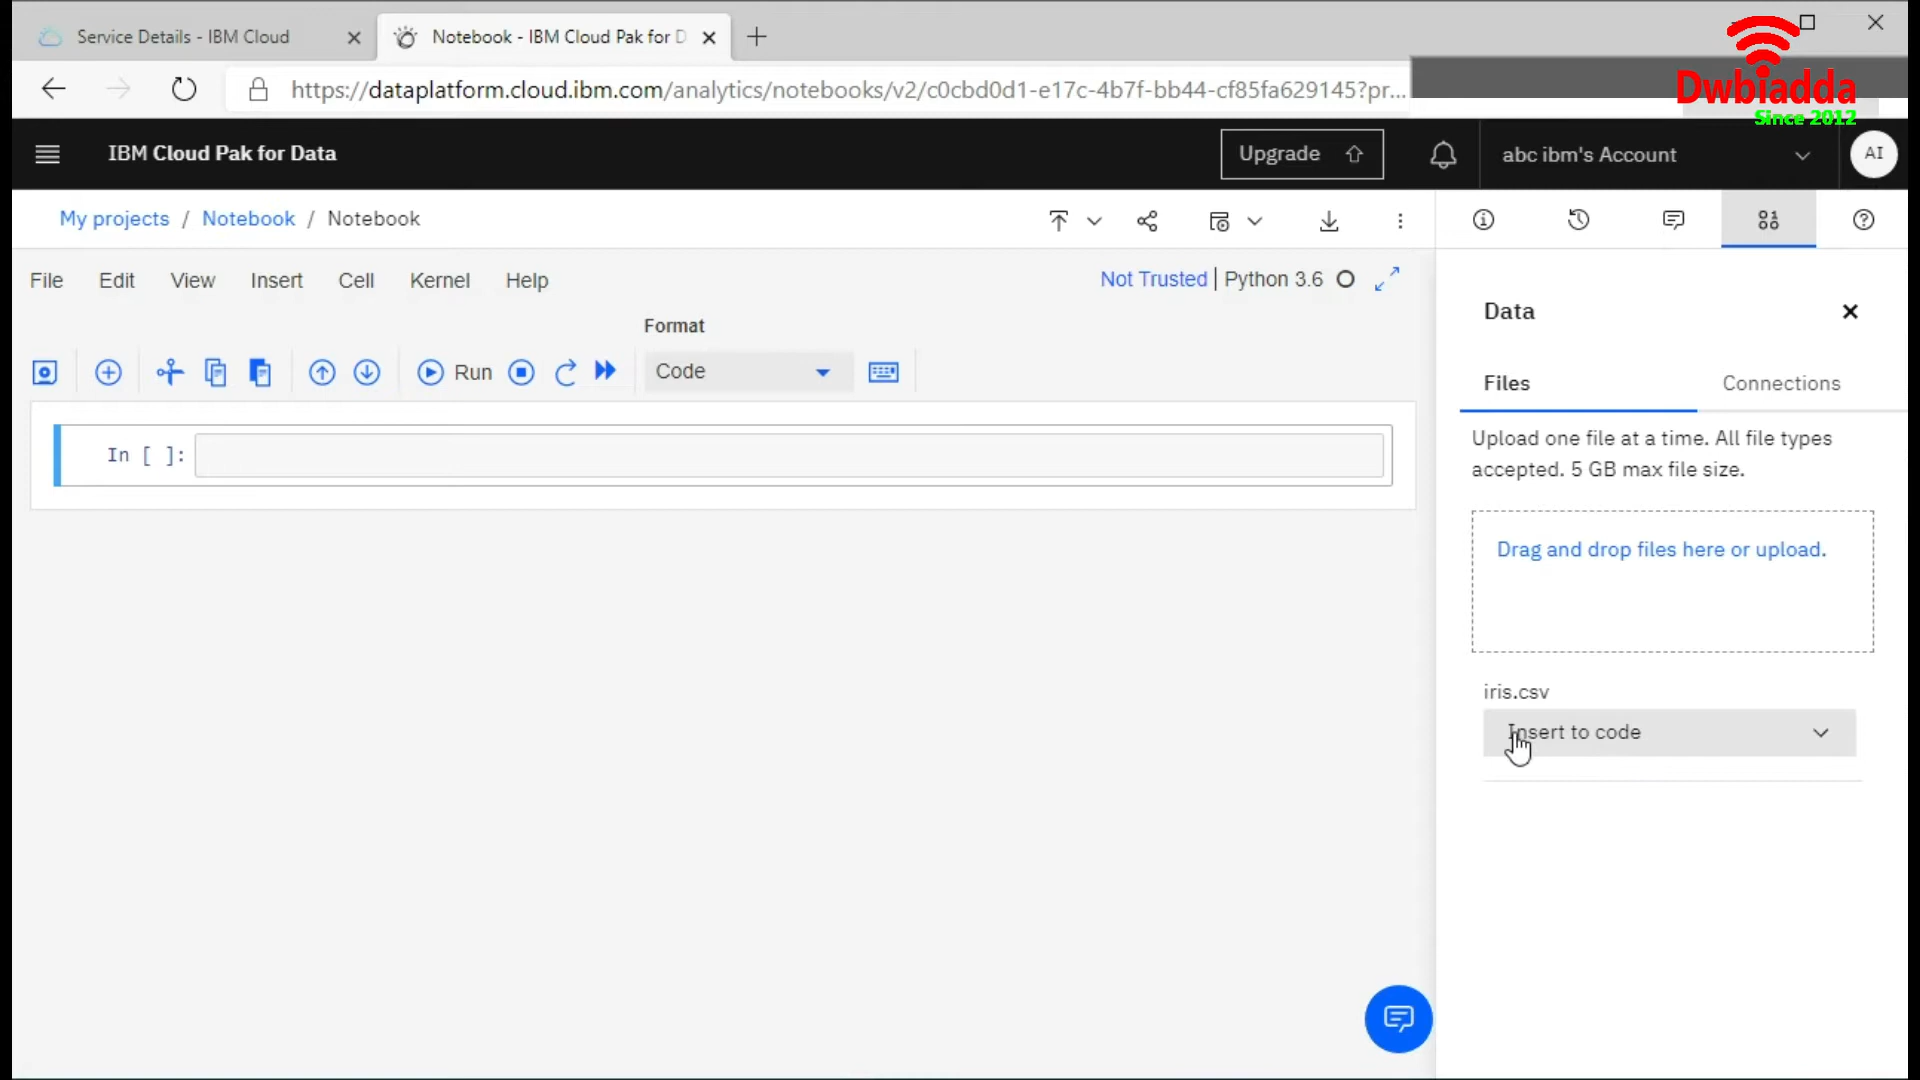 Service Details - IBM Cloud
Notebook - IBM Cloud Pak for D
https://dataplatform.cloud.ibm.com/analytics/notebooks/v2/c0cbd0d1-e17c-4b7f-bb44-cf85fa629145?pr...
Dwbiadda
Since 2012
IBM Cloud Pak for Data
Upgrade
abc ibm's Account
AI
My projects / Notebook / Notebook
File Edit View Insert Cell Kernel Help
Not Trusted | Python 3.6
Format
Run
Code
In [ ]:
Data
Files
Connections
Upload one file at a time. All file types
accepted. 5 GB max file size.
Drag and drop files here or upload.
iris.csv
Insert to code